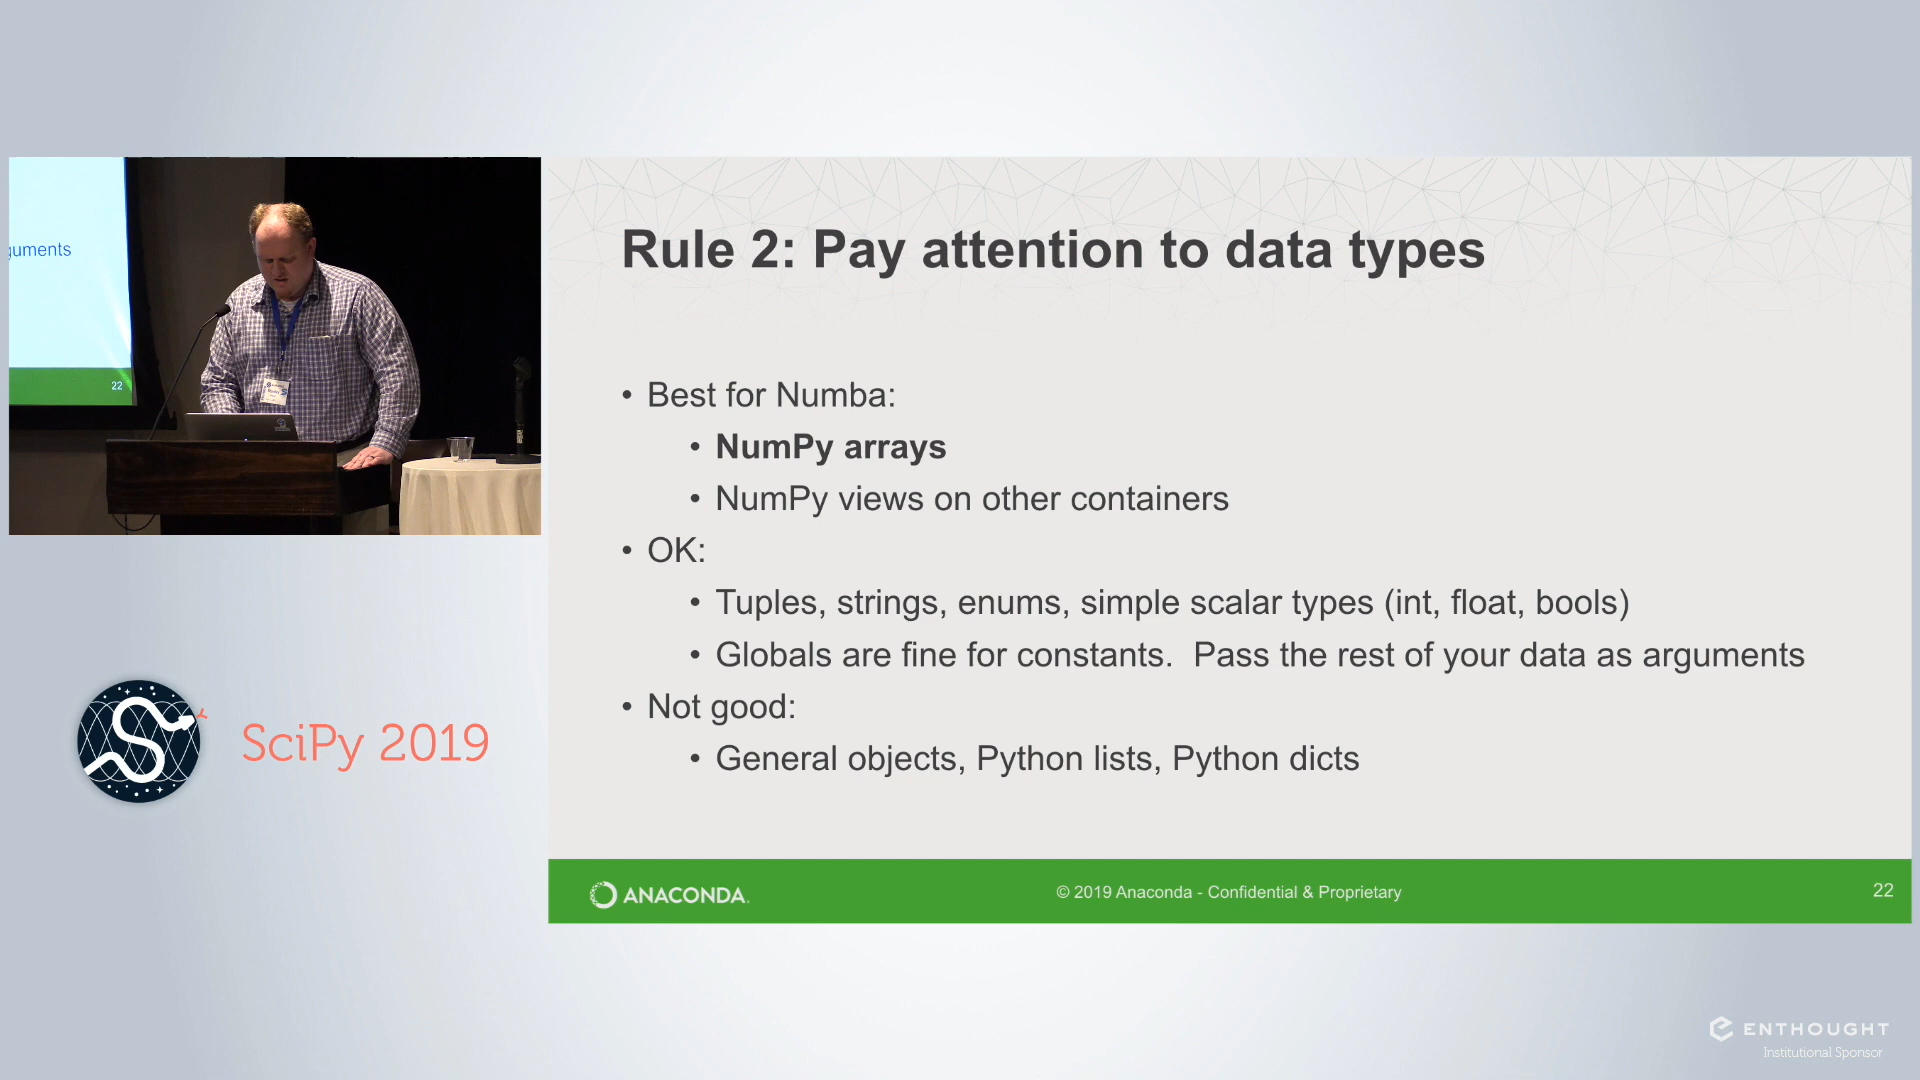 guments
22
Rule 2: Pay attention to data types
• Best for Numba:
• NumPy arrays
• NumPy views on other containers
• OK:
• Tuples, strings, enums, simple scalar types (int, float, bools)
• Globals are fine for constants.  Pass the rest of your data as arguments
• Not good:
• General objects, Python lists, Python dicts
ANACONDA.
© 2019 Anaconda - Confidential & Proprietary
22
SciPy 2019
ENTHOUGHT
Institutional Sponsor